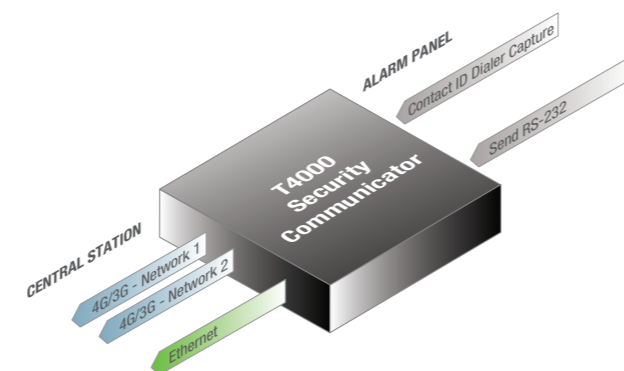 ALARM PANEL
Contact ID Dialer Capture
Send RS-232
T4000
Security
Communicator
CENTRAL STATION
4G/3G - Network 1
4G/3G - Network 2
Ethernet